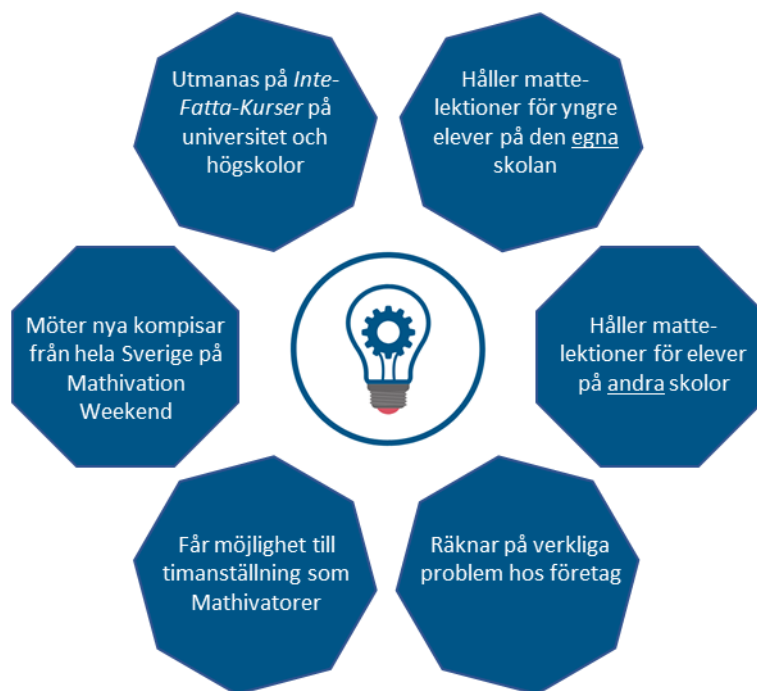 Utmanas på Inte-
Fatta-Kurser på
universitet och
högskolor
Håller matte-
lektioner för yngre
elever på den egna
skolan
Möter nya kompisar
från hela Sverige på
Mathivation
Weekend
Håller matte-
lektioner för elever
på andra skolor
Får möjlighet till
timanställning som
Mathivatorer
Räknar på verkliga
problem hos företag